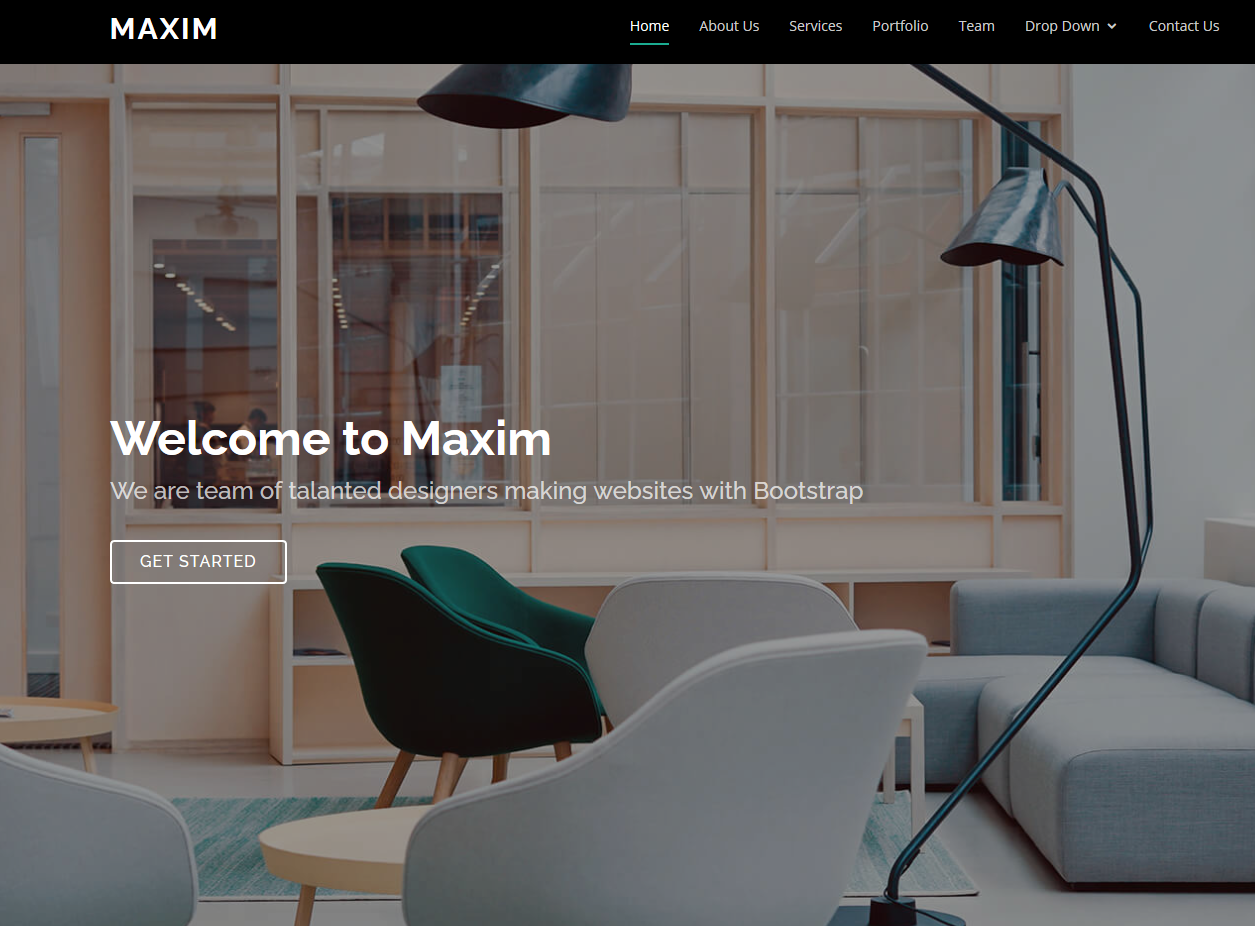 MAXIM
Home About Us Services Portfolio Team Drop Down Contact Us
Welcome to Maxim
We are team of talanted designers making websites with Bootstrap
GET STARTED